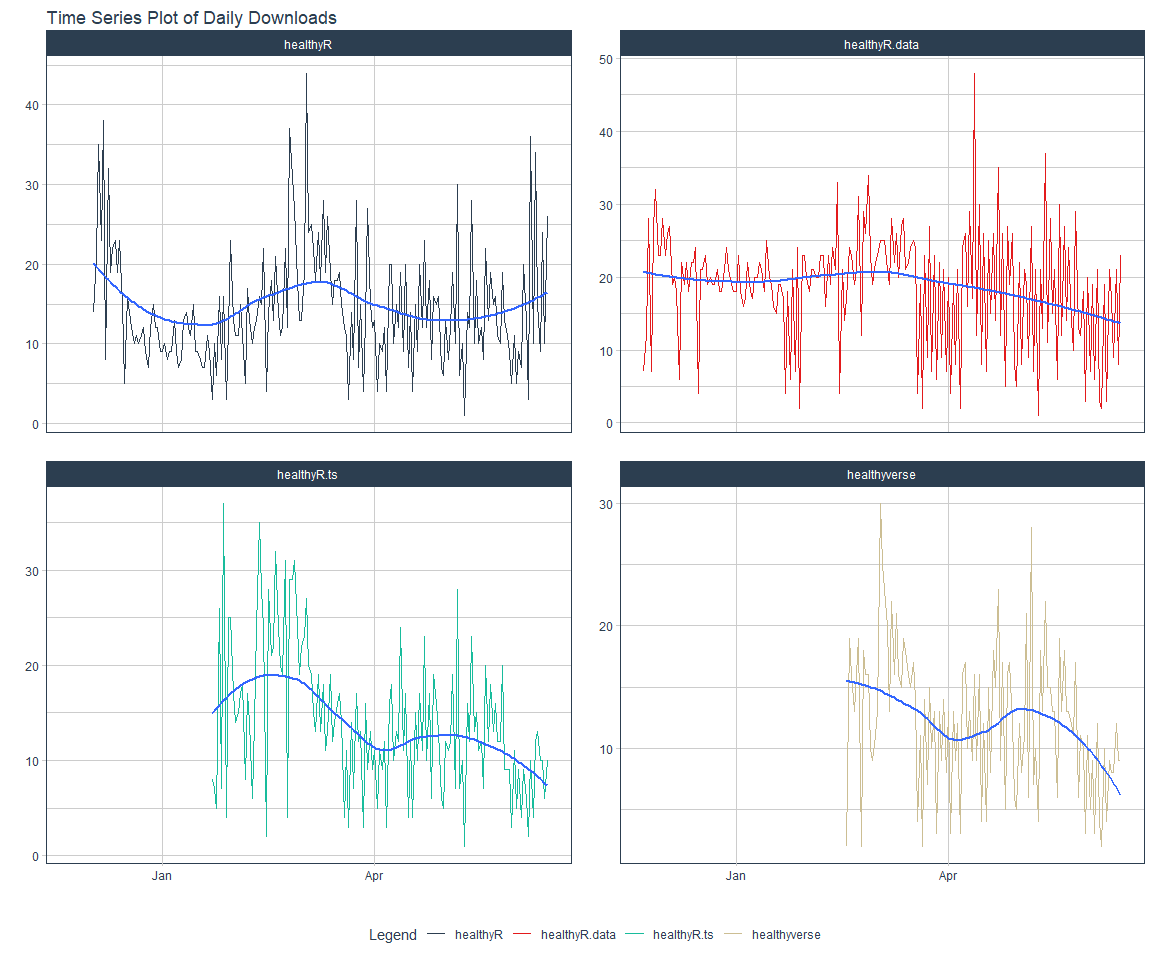 Time Series Plot of Daily Downloads
healthyR
healthyR.data
40
30
20
10
0
50
40
30
20
10
0
healthyR.ts
healthyverse
30
20
10
0
30
20
10
Jan
Apr
Jan
Apr
Legend healthyR healthyR.data healthyR.ts healthyverse